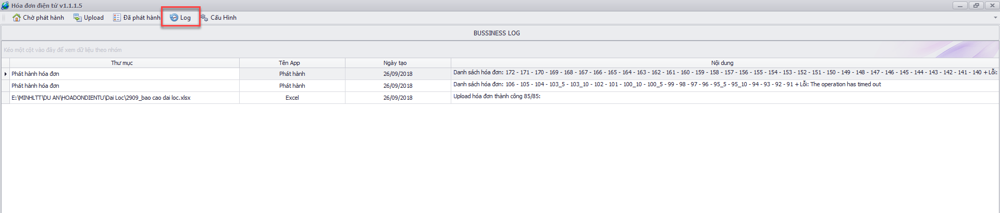 Hóa đơn điện tử v1.1.1.5
Chờ phát hành Upload Đã phát hành Log Cấu Hình
BUSSINESS LOG
Kéo một cột vào đây để xem dữ liệu theo nhóm
Thư mục Tên App Ngày tạo Nội dung
Phát hành hóa đơn Phát hành 26/09/2018 Danh sách hóa đơn: 172 - 171 - 170 - 169 - 168 - 167 - 166 - 165 - 164 - 163 - 162 - 161 - 160 - 159 - 158 - 157 - 156 - 155 - 154 - 153 - 152 - 151 - 150 - 149 - 148 - 147 - 146 - 145 - 144 - 143 - 142 - 141 - 140 + Lỗi:
Phát hành hóa đơn Phát hành 26/09/2018 Danh sách hóa đơn: 106 - 105 - 104 - 103_5 - 103_10 - 102 - 101 - 100_10 - 100_5 - 99 - 98 - 97 - 96 - 95_5 - 95_10 - 94 - 93 - 92 - 91 + Lỗi: The operation has timed out
E:\MINHLTT\DU AN\HOADONDIENTU\Dai Loc\2909_bao cao dai loc.xlsx Excel 26/09/2018 Upload hóa đơn thành công 85/85: